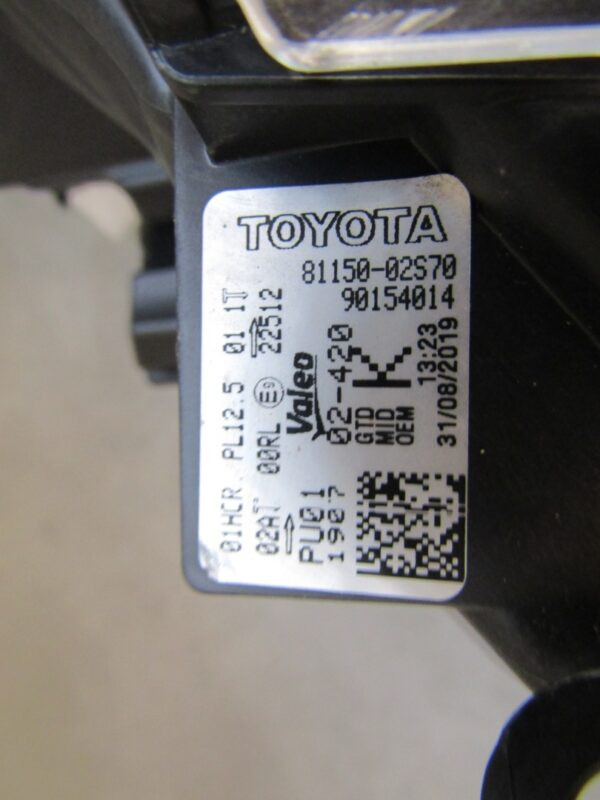 TOYOTA
81150-02S70
90154014
01HCR PL12.5 01 1T
02AT 00RL E9 22512
Valeo
PU01 02-420
1907
GTD
MID
OEM
K
13:23
31/08/2019